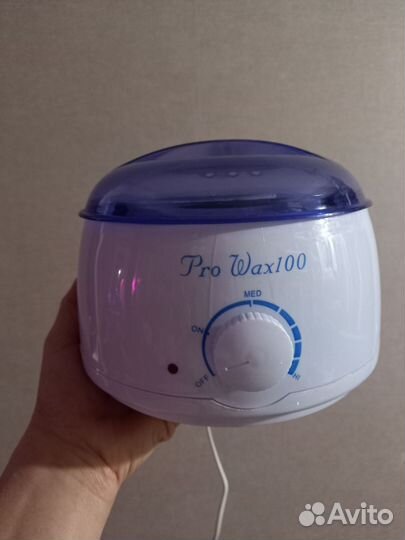 Pro Wax100
MED
ON
OFF
HI
Avito